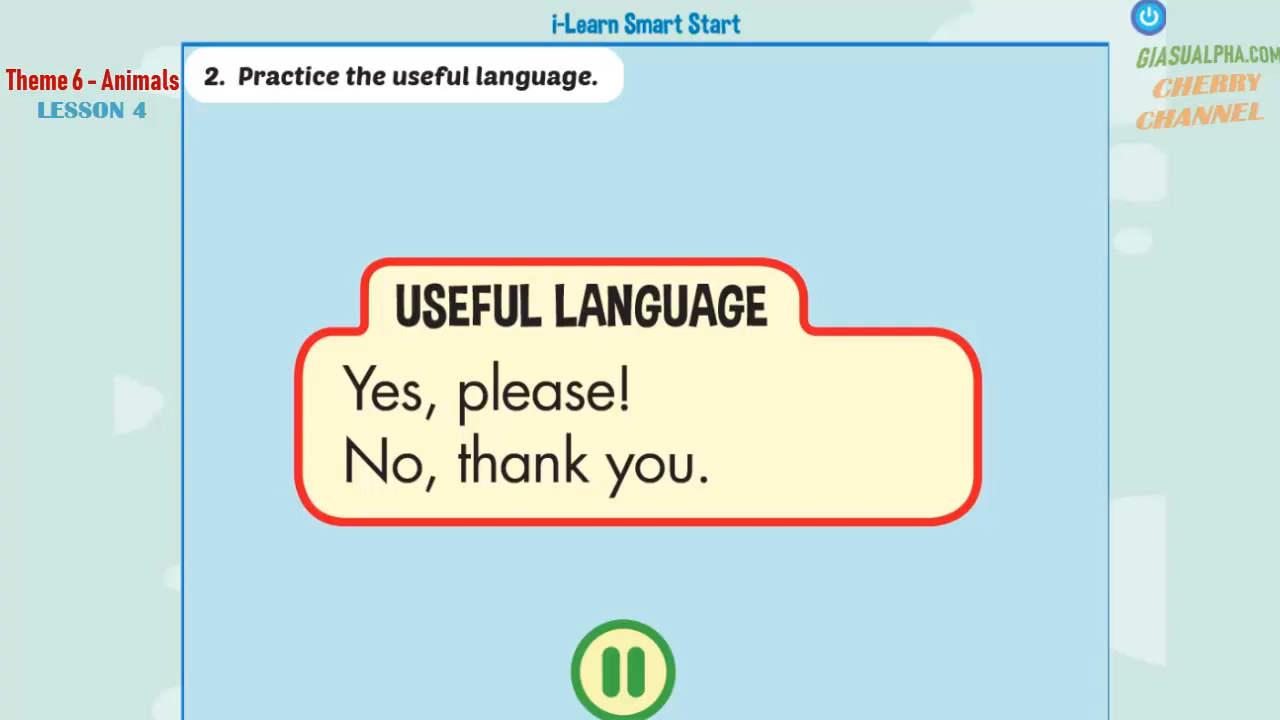 i-Learn Smart Start
GIASUALPHA.COM
CHERRY
CHANNEL
Theme 6 - Animals
LESSON 4
2. Practice the useful language.
USEFUL LANGUAGE
Yes, please!
No, thank you.